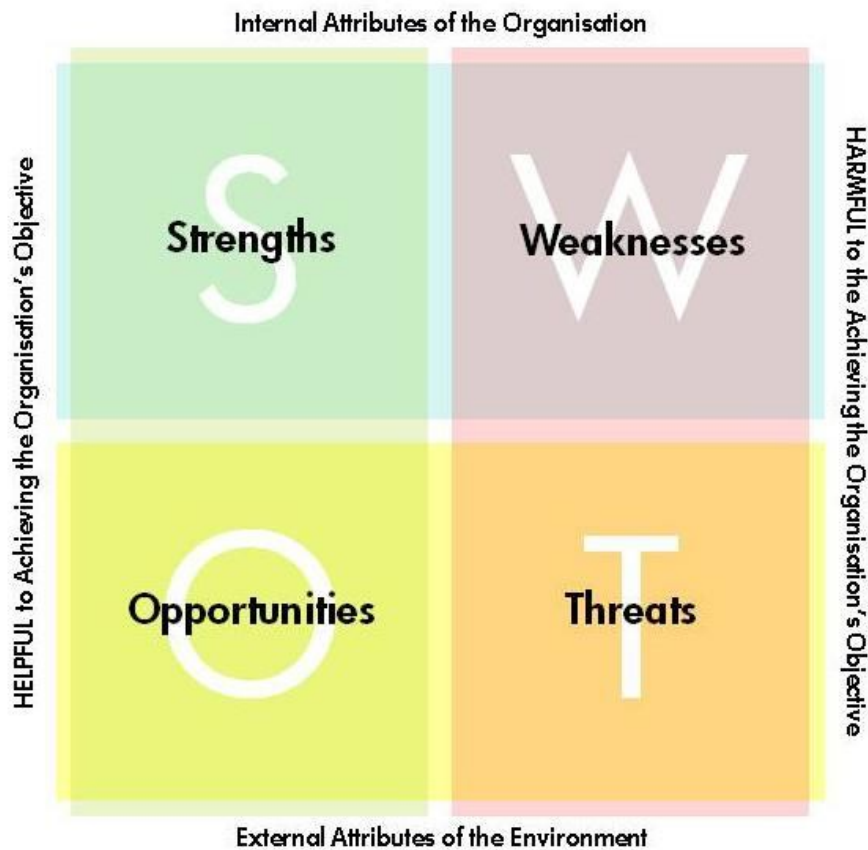 Internal Attributes of the Organisation
HELPFUL to Achieving the Organisation's Objective
S
Strengths
W
Weaknesses
HARMFUL to the Achieving the Organisation's Objective
O
Opportunities
T
Threats
External Attributes of the Environment